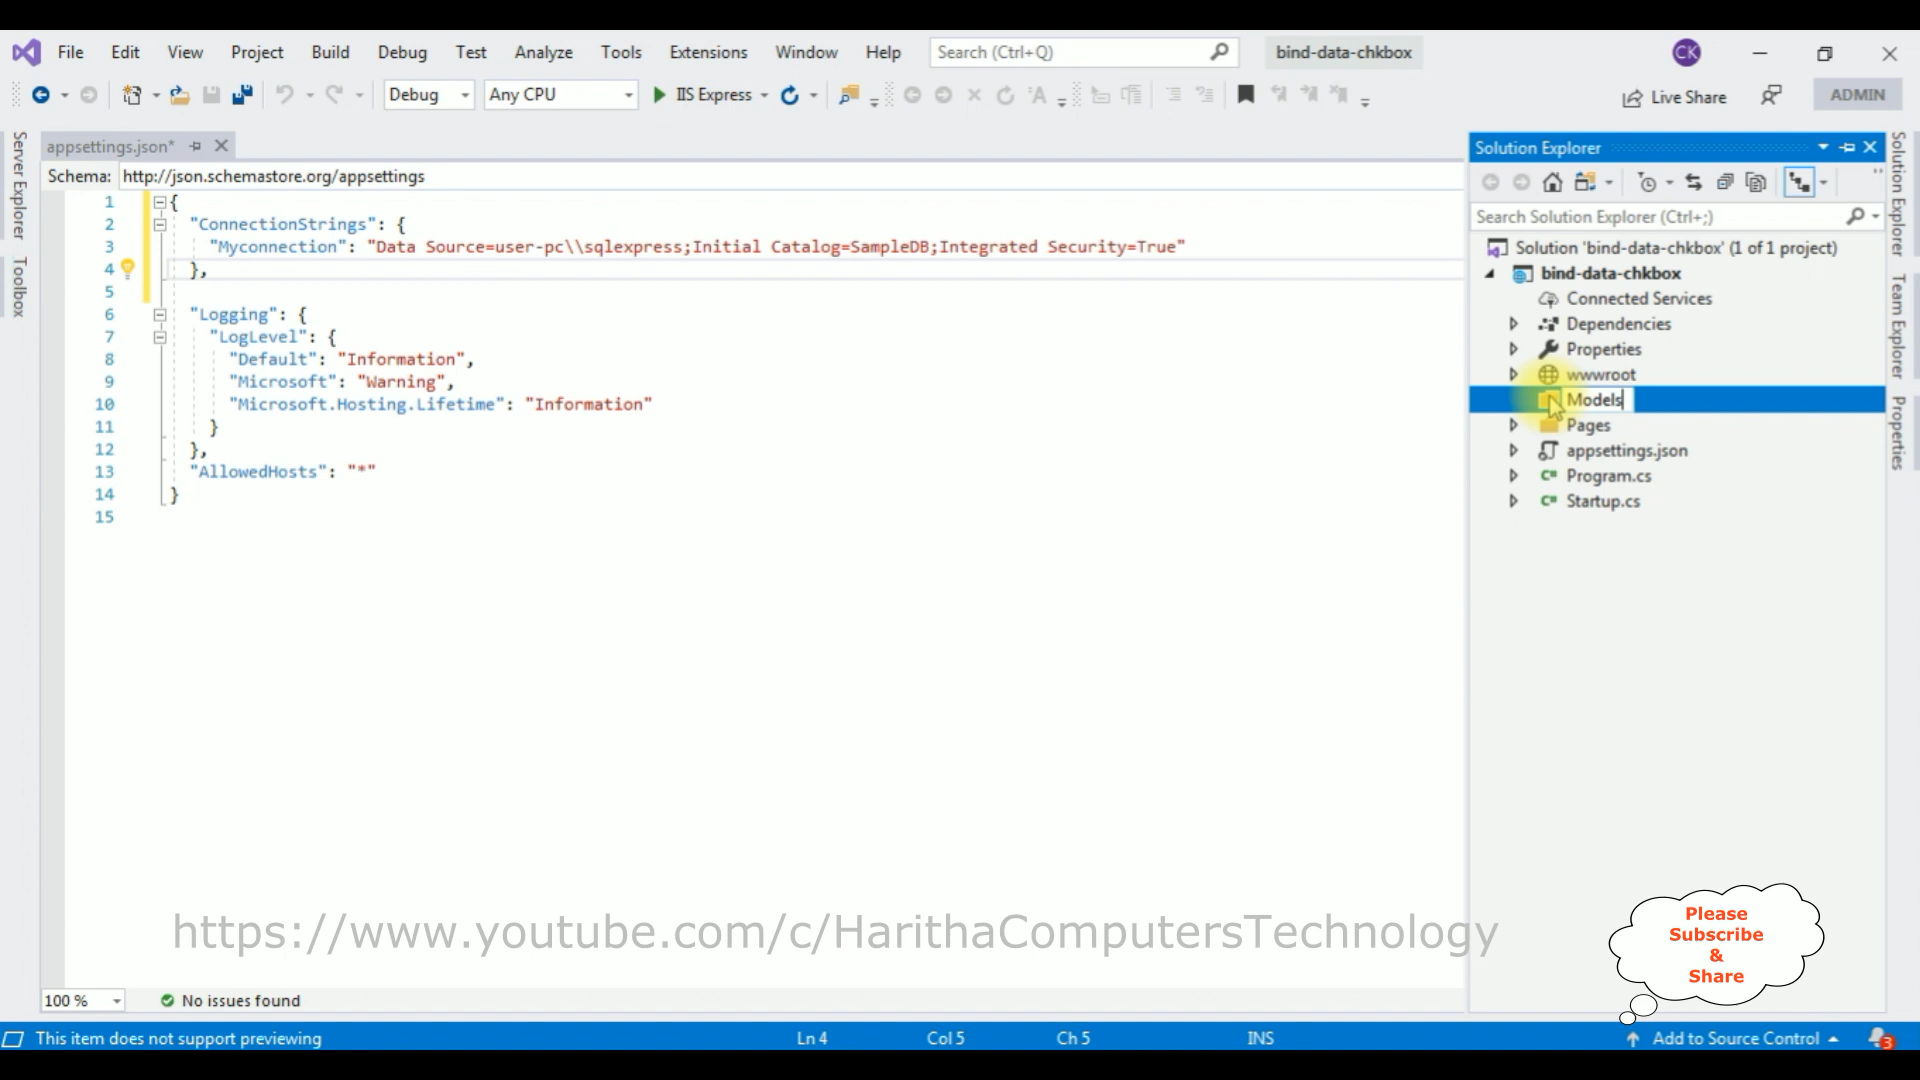 File Edit View Project Build Debug Test Analyze Tools Extensions Window Help Search (Ctrl+Q) bind-data-chkbox CK
Debug Any CPU IIS Express Live Share ADMIN
Server Explorer
Toolbox
appsettings.json*
Schema: http://json.schemastore.org/appsettings
1 {
2 "ConnectionStrings": {
3 "Myconnection": "Data Source=user-pc\\sqlexpress;Initial Catalog=SampleDB;Integrated Security=True"
4 },
5
6 "Logging": {
7 "LogLevel": {
8 "Default": "Information",
9 "Microsoft": "Warning",
10 "Microsoft.Hosting.Lifetime": "Information"
11 }
12 },
13 "AllowedHosts": "*"
14 }
15
Solution Explorer
Search Solution Explorer (Ctrl+;)
Solution 'bind-data-chkbox' (1 of 1 project)
bind-data-chkbox
Connected Services
Dependencies
Properties
wwwroot
Models
Pages
appsettings.json
C# Program.cs
C# Startup.cs
Solution Explorer
Team Explorer
Properties
https://www.youtube.com/c/HarithaComputersTechnology
Please
Subscribe
&
Share
100 % No issues found
This item does not support previewing Ln 4 Col 5 Ch 5 INS Add to Source Control 3